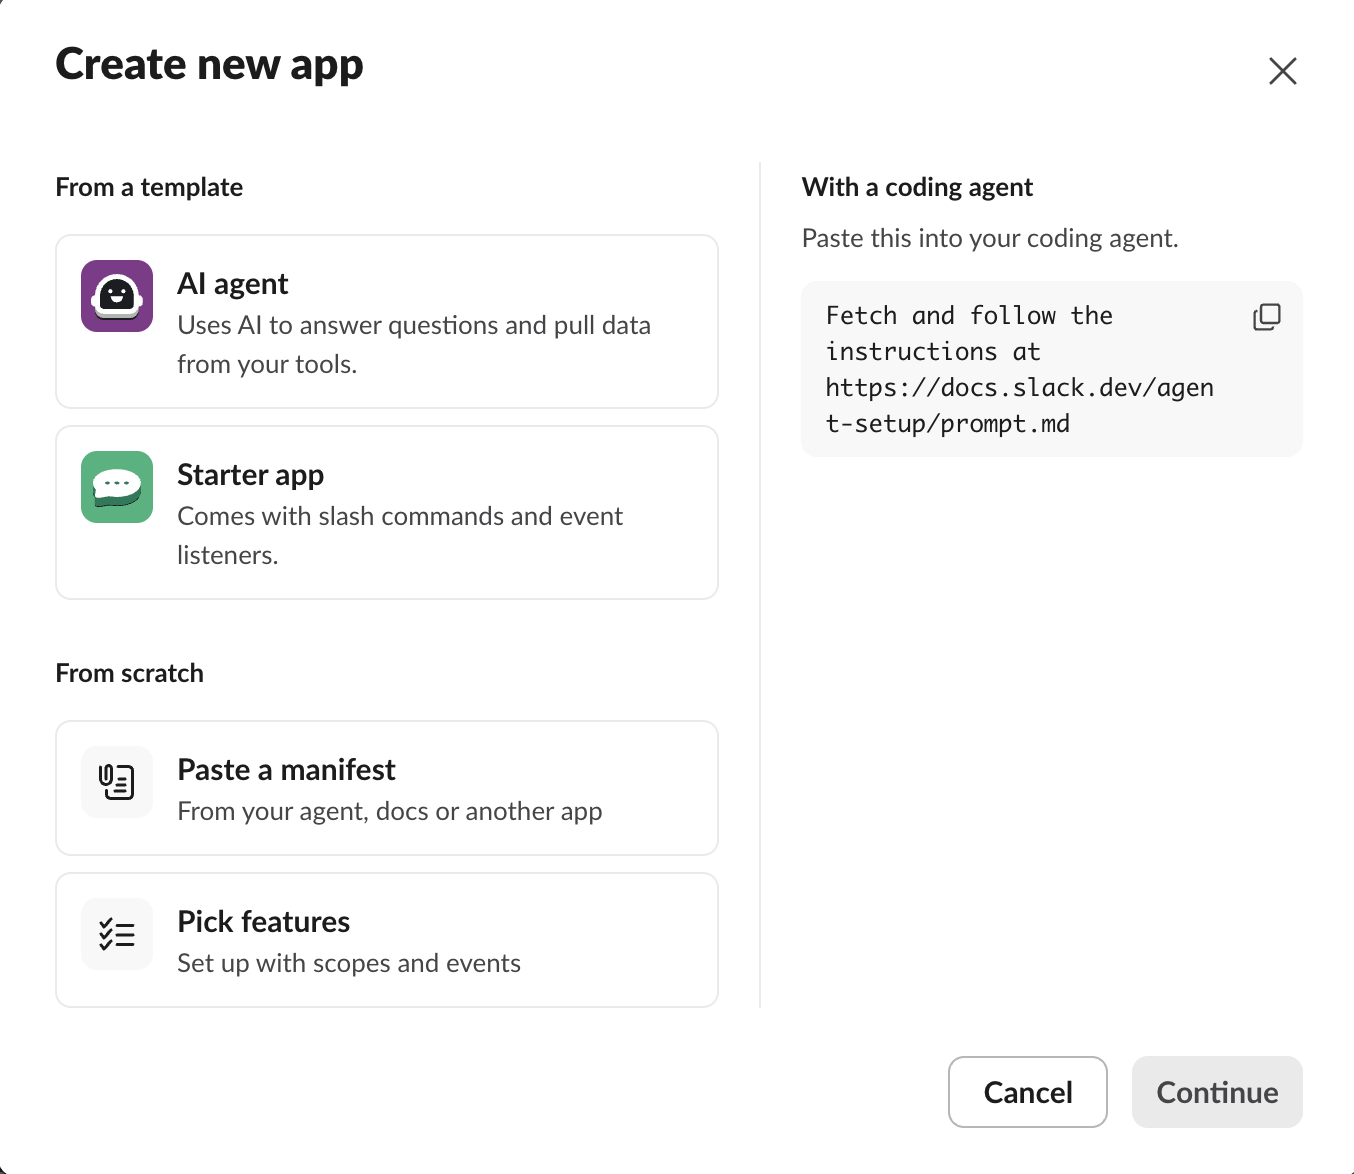 Create new app
From a template
AI agent
Uses AI to answer questions and pull data
from your tools.
Starter app
Comes with slash commands and event
listeners.
From scratch
Paste a manifest
From your agent, docs or another app
Pick features
Set up with scopes and events
With a coding agent
Paste this into your coding agent.
Fetch and follow the
instructions at
https://docs.slack.dev/agen
t-setup/prompt.md
Cancel
Continue